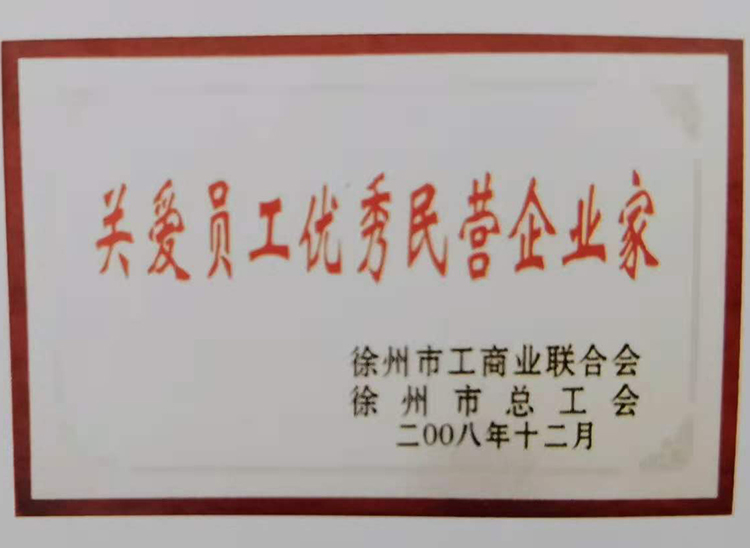 关爱员工优秀民营企业家
徐州市工商业联合会
徐州市总工会
二00八年十二月